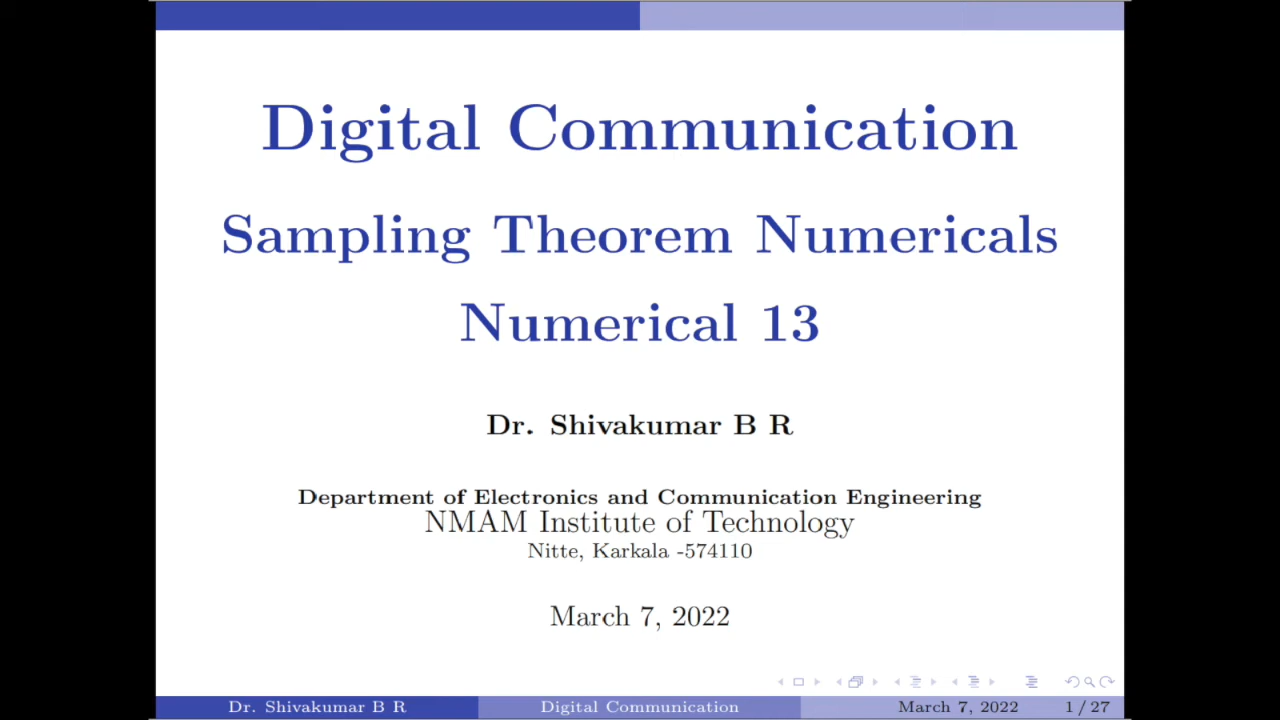 Digital Communication
Sampling Theorem Numericals
Numerical 13
Dr. Shivakumar B R
Department of Electronics and Communication Engineering
NMAM Institute of Technology
Nitte, Karkala -574110
March 7, 2022
Dr. Shivakumar B R Digital Communication March 7, 2022 1 / 27